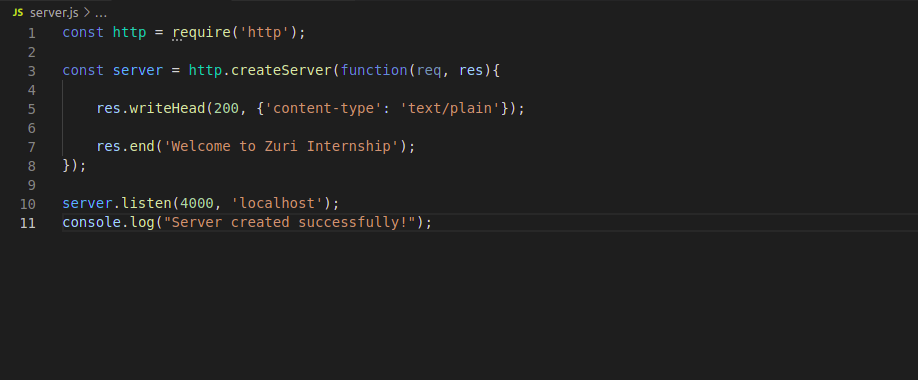 JS server.js > ...
1 const http = require('http');
2
3 const server = http.createServer(function(req, res){
4
5     res.writeHead(200, {'content-type': 'text/plain'});
6
7     res.end('Welcome to Zuri Internship');
8 });
9
10 server.listen(4000, 'localhost');
11 console.log("Server created successfully!");